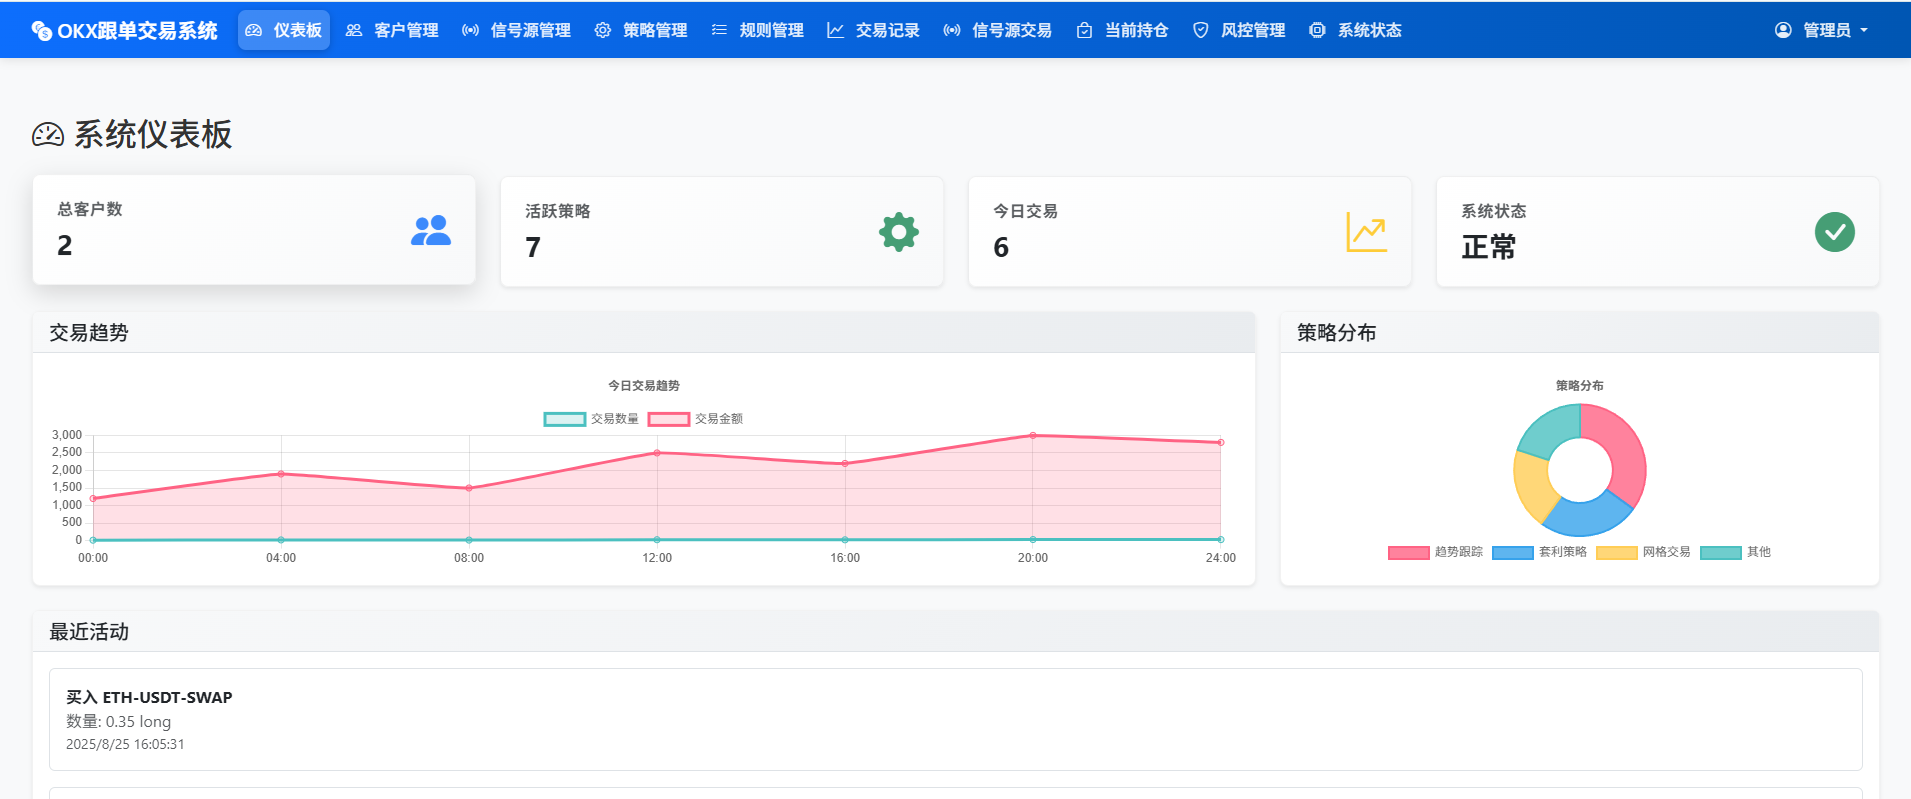 OKX跟单交易系统 仪表板 客户管理 信号源管理 策略管理 规则管理 交易记录 信号源交易 当前持仓 风控管理 系统状态 管理员
系统仪表板
总客户数
2
活跃策略
7
今日交易
6
系统状态
正常
交易趋势
今日交易趋势
交易数量 交易金额
3,000
2,500
2,000
1,500
1,000
500
0
00:00 04:00 08:00 12:00 16:00 20:00 24:00
策略分布
策略分布
趋势跟踪 套利策略 网格交易 其他
最近活动
买入 ETH-USDT-SWAP
数量: 0.35 long
2025/8/25 16:05:31